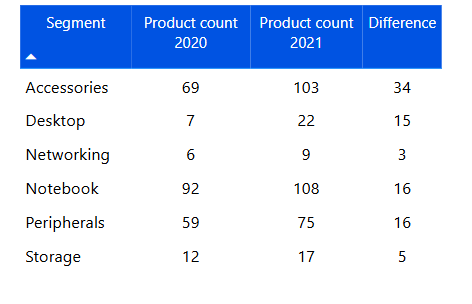 Segment Product count 2020 Product count 2021 Difference
Accessories 69 103 34
Desktop 7 22 15
Networking 6 9 3
Notebook 92 108 16
Peripherals 59 75 16
Storage 12 17 5